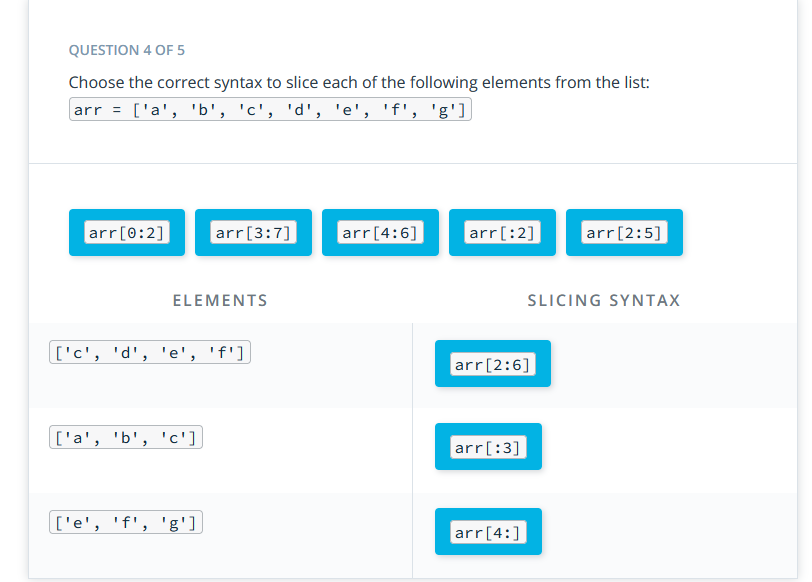 QUESTION 4 OF 5
Choose the correct syntax to slice each of the following elements from the list:
arr = ['a', 'b', 'c', 'd', 'e', 'f', 'g']
arr[0:2] arr[3:7] arr[4:6] arr[:2] arr[2:5]
ELEMENTS SLICING SYNTAX
['c', 'd', 'e', 'f'] arr[2:6]
['a', 'b', 'c'] arr[:3]
['e', 'f', 'g'] arr[4:]